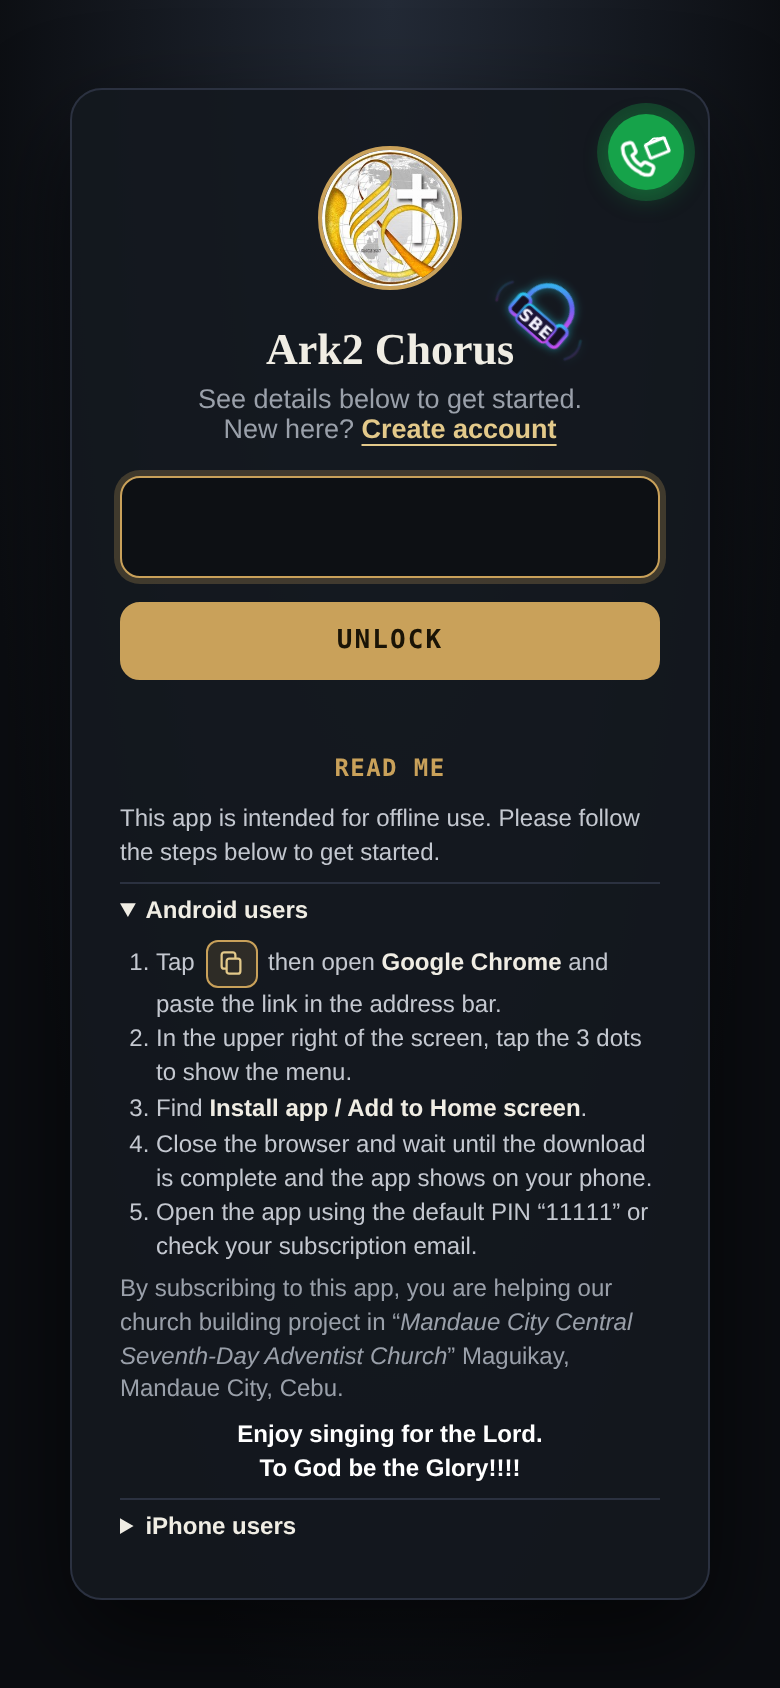 SBE
Ark2 Chorus
See details below to get started.
New here? Create account
UNLOCK
READ ME
This app is intended for offline use. Please follow
the steps below to get started.
▼ Android users
1. Tap then open Google Chrome and
paste the link in the address bar.
2. In the upper right of the screen, tap the 3 dots
to show the menu.
3. Find Install app / Add to Home screen.
4. Close the browser and wait until the download
is complete and the app shows on your phone.
5. Open the app using the default PIN “11111” or
check your subscription email.
By subscribing to this app, you are helping our
church building project in “Mandaue City Central
Seventh-Day Adventist Church” Maguikay,
Mandaue City, Cebu.
Enjoy singing for the Lord.
To God be the Glory!!!!
▶ iPhone users